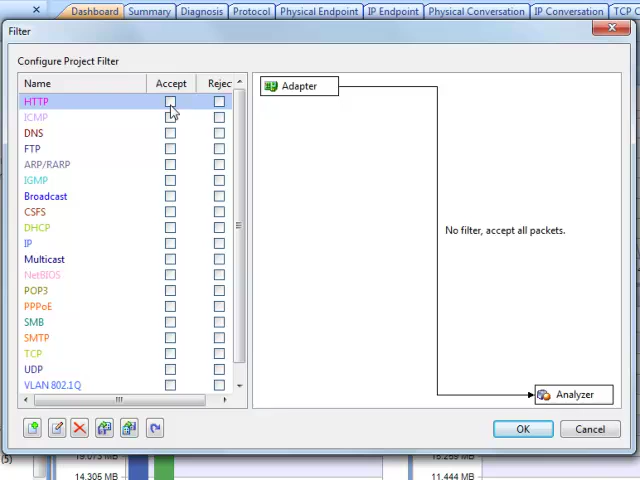 Dashboard Summary Diagnosis Protocol Physical Endpoint IP Endpoint Physical Conversation IP Conversation TCP C
Filter
Configure Project Filter
Name Accept Rejec
HTTP
ICMP
DNS
FTP
ARP/RARP
IGMP
Broadcast
CSFS
DHCP
IP
Multicast
NetBIOS
POP3
PPPoE
SMB
SMTP
TCP
UDP
VLAN 802.1Q
Adapter
No filter, accept all packets.
Analyzer
OK Cancel
(5) 19.073 MB 15.259 MB
14.305 MB 11.444 MB